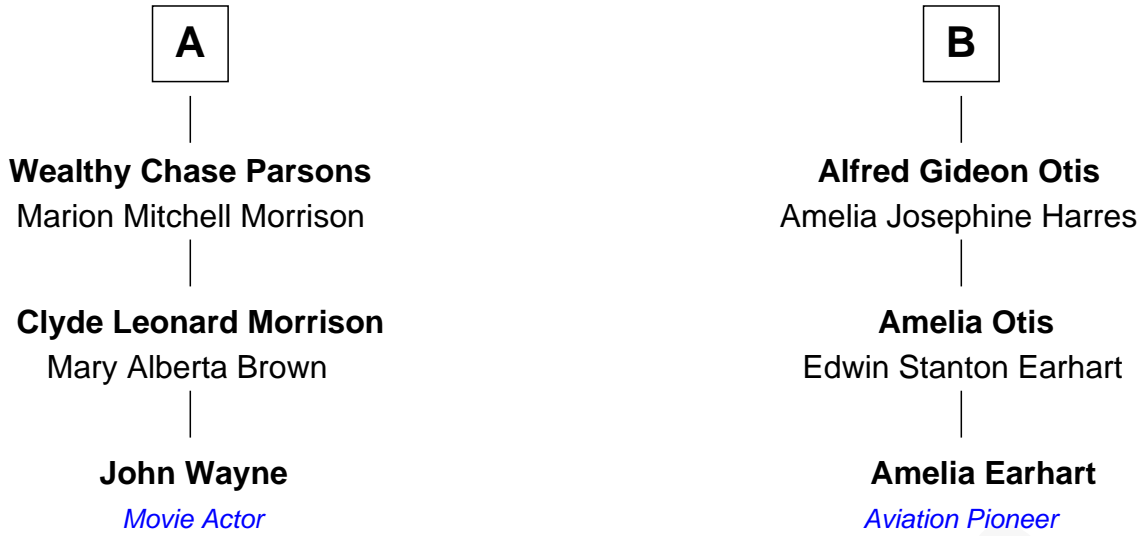 A
Wealthy Chase Parsons
Marion Mitchell Morrison
Clyde Leonard Morrison
Mary Alberta Brown
John Wayne
Movie Actor
B
Alfred Gideon Otis
Amelia Josephine Harres
Amelia Otis
Edwin Stanton Earhart
Amelia Earhart
Aviation Pioneer